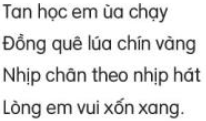 Tan học em ùa chạy
Đồng quê lúa chín vàng
Nhịp chân theo nhịp hát
Lòng em vui xốn xang.